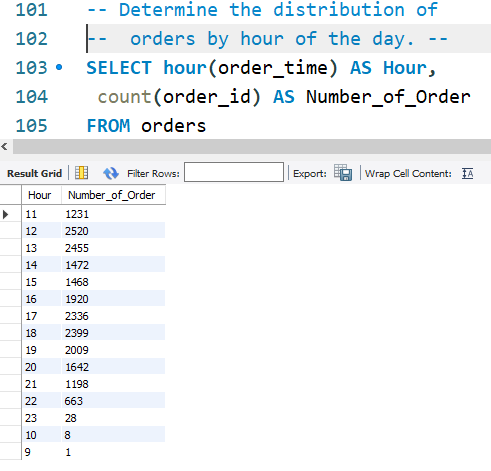 101 -- Determine the distribution of
102 -- orders by hour of the day. --
103 SELECT hour(order_time) AS Hour,
104 count(order_id) AS Number_of_Order
105 FROM orders
Result Grid Filter Rows: Export: Wrap Cell Content: IA
Hour Number_of_Order
11 1231
12 2520
13 2455
14 1472
15 1468
16 1920
17 2336
18 2399
19 2009
20 1642
21 1198
22 663
23 28
10 8
9 1